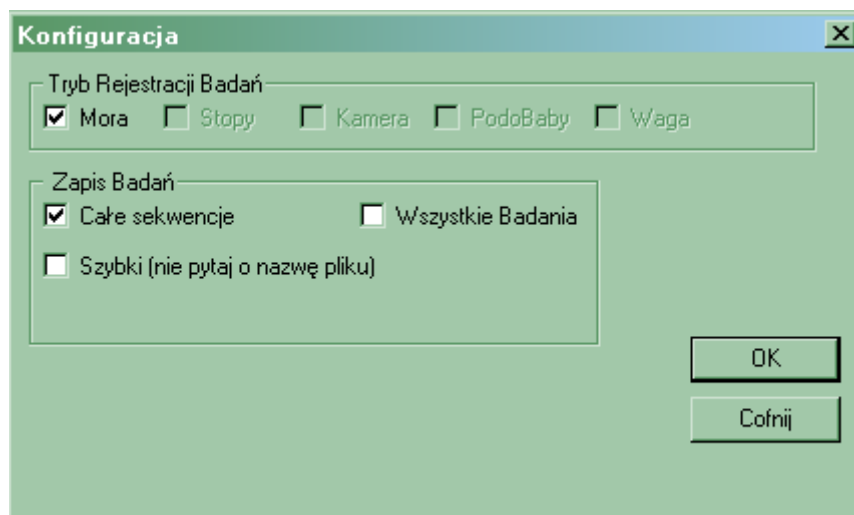 Konfiguracja
Tryb Rejestracji Badań
Mora Stopy Kamera PodoBaby Waga
Zapis Badań
Całe sekwencje Wszystkie Badania
Szybki (nie pytaj o nazwę pliku)
OK
Cofnij